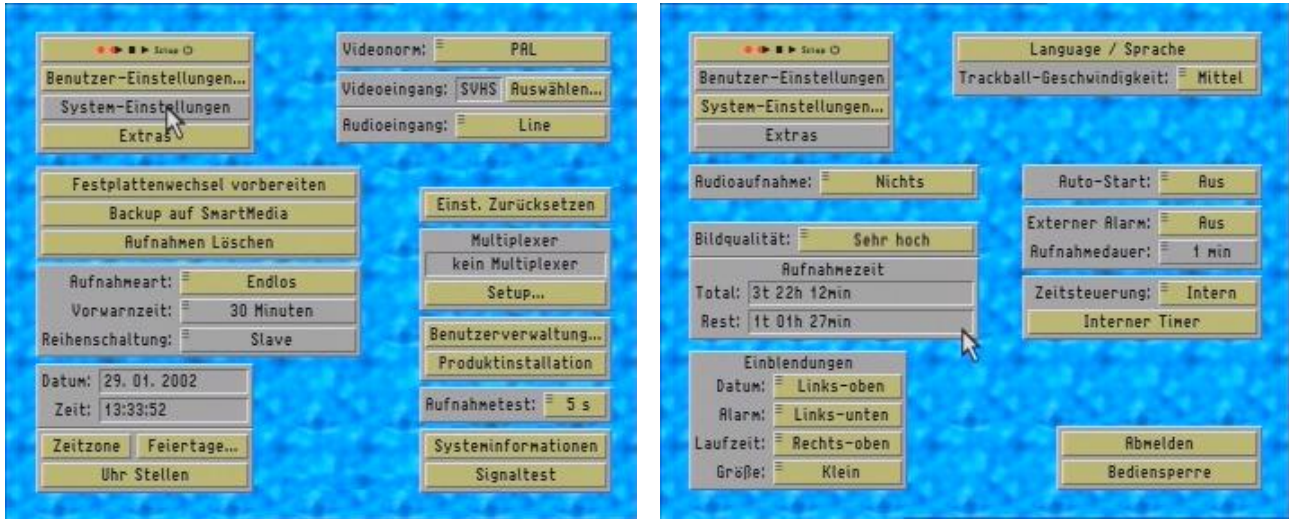 Setup
Benutzer-Einstellungen...
System-Einstellungen
Extras
Videonorm: PAL
Videoeingang: SVHS Auswählen...
Audioeingang: Line
Festplattenwechsel vorbereiten
Backup auf SmartMedia
Aufnahmen Löschen
Aufnahmeart: Endlos
Vorwarnzeit: 30 Minuten
Reihenschaltung: Slave
Datum: 29. 01. 2002
Zeit: 13:33:52
Zeitzone Feiertage...
Uhr Stellen
Einst. Zurücksetzen
Multiplexer
kein Multiplexer
Setup...
Benutzerverwaltung...
Produktinstallation
Aufnahmetest: 5 s
Systeminformationen
Signaltest
Setup
Benutzer-Einstellungen
System-Einstellungen...
Extras
Language / Sprache
Trackball-Geschwindigkeit: Mittel
Audioaufnahme: Nichts
Bildqualität: Sehr hoch
Aufnahmezeit
Total: 3t 22h 12min
Rest: 1t 01h 27min
Einblendungen
Datum: Links-oben
Alarm: Links-unten
Laufzeit: Rechts-oben
Größe: Klein
Auto-Start: Aus
Externer Alarm: Aus
Aufnahmedauer: 1 min
Zeitsteuerung: Intern
Interner Timer
Abmelden
Bediensperre